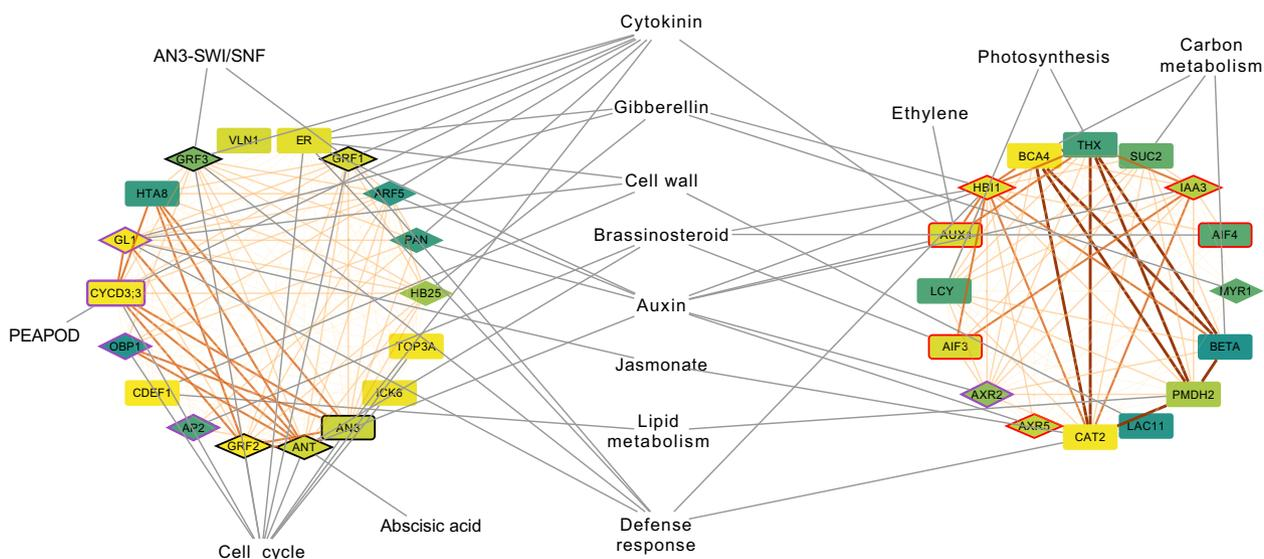 Cytokinin
AN3-SWI/SNF
Photosynthesis
Carbon
metabolism
Gibberellin
Ethylene
VLN1
ER
GRF3
GRF1
HTA8
ARF5
GL1
PAN
CYCD3;3
HB25
PEAPOD
OBP1
TOP3A
CDEF1
ICK6
AP2
AN3
GRF2
ANT
Cell wall
Brassinosteroid
Auxin
Jasmonate
Lipid
metabolism
Abscisic acid
Cell cycle
Defense
response
THX
BCA4
SUC2
HBI1
IAA3
AUX1
AIF4
LCY
MYR1
AIF3
BETA
AXR2
PMDH2
AXR5
LAC11
CAT2